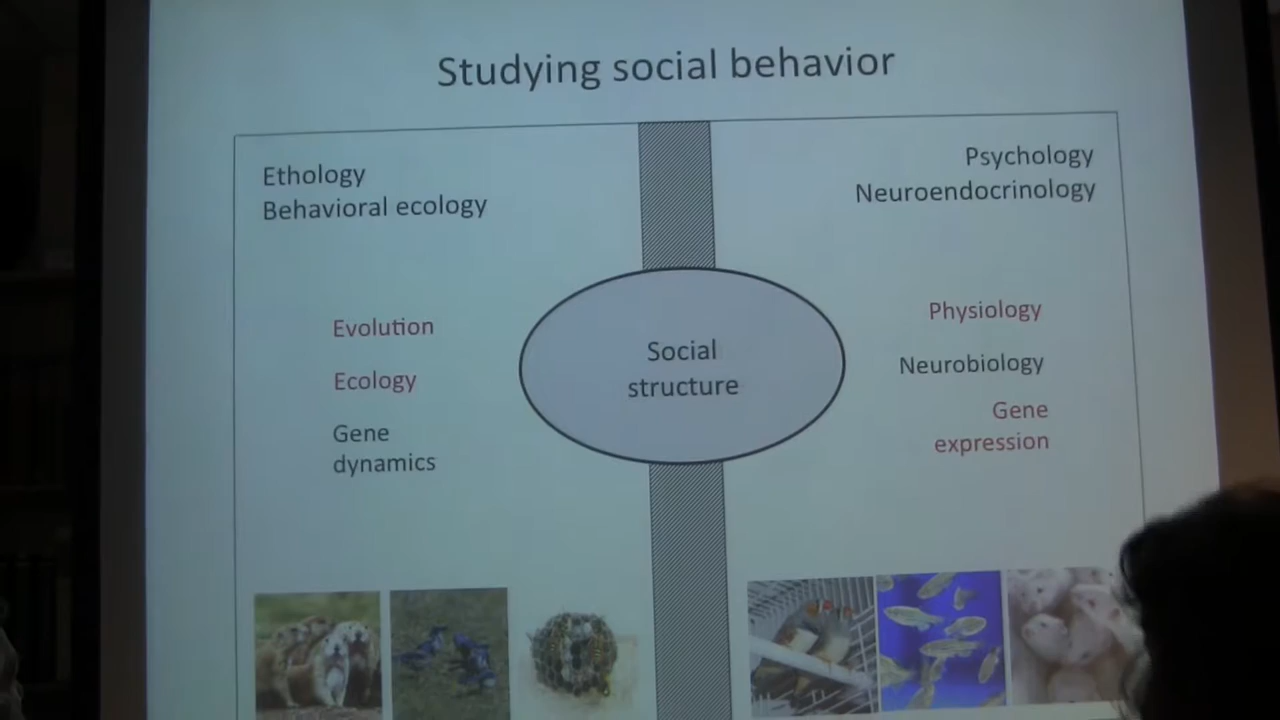 Studying social behavior
Ethology
Behavioral ecology
Evolution
Ecology
Gene
dynamics
Social
structure
Psychology
Neuroendocrinology
Physiology
Neurobiology
Gene
expression